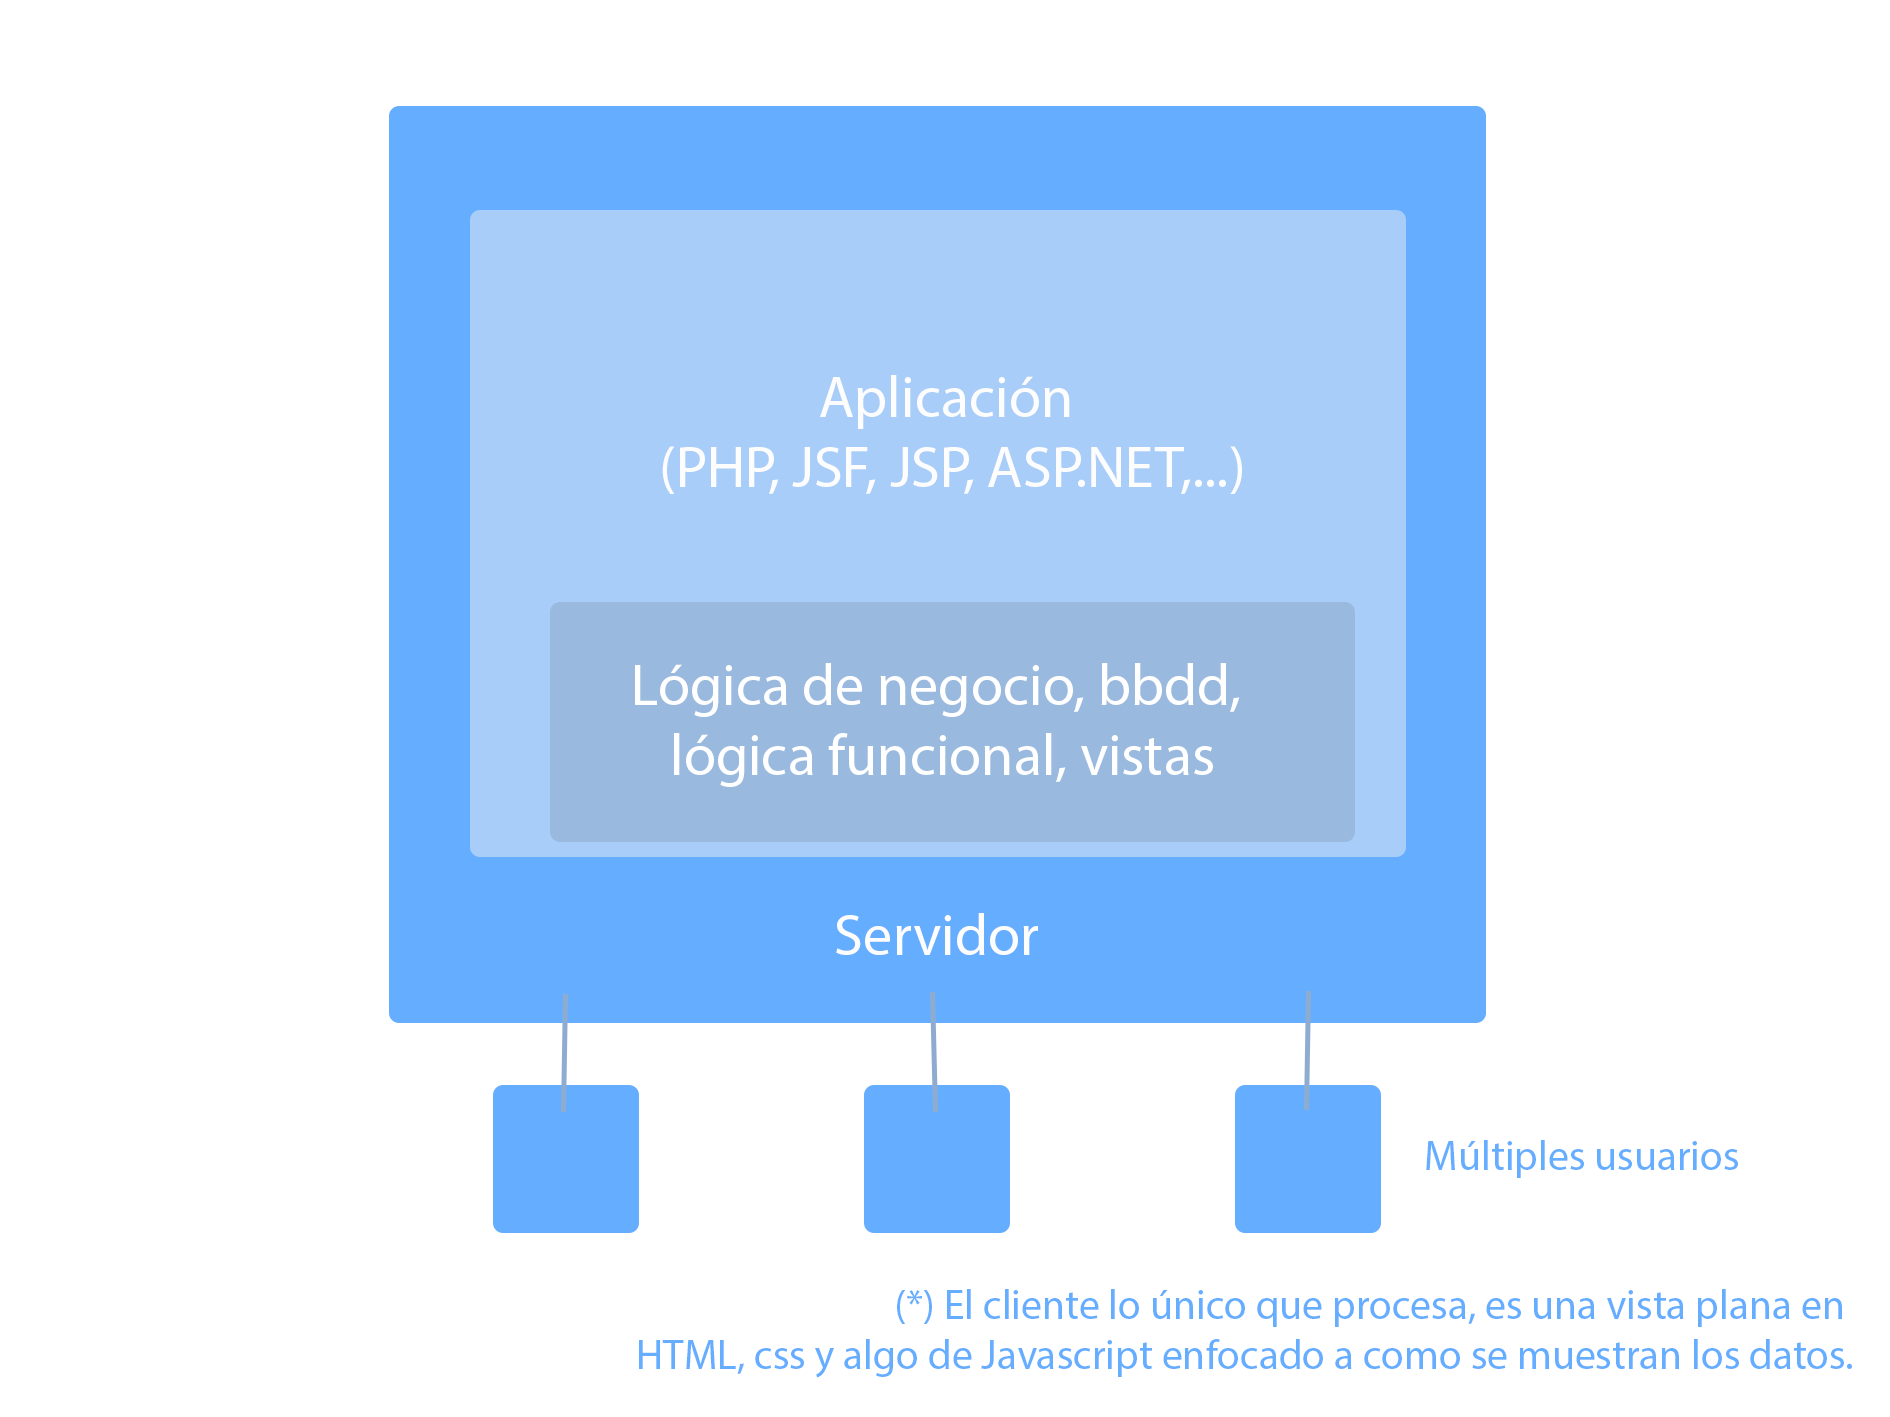 Aplicación
(PHP, JSF, JSP, ASP.NET,...)
Lógica de negocio, bbdd,
lógica funcional, vistas
Servidor
Múltiples usuarios
(*) El cliente lo único que procesa, es una vista plana en
HTML, css y algo de Javascript enfocado a como se muestran los datos.